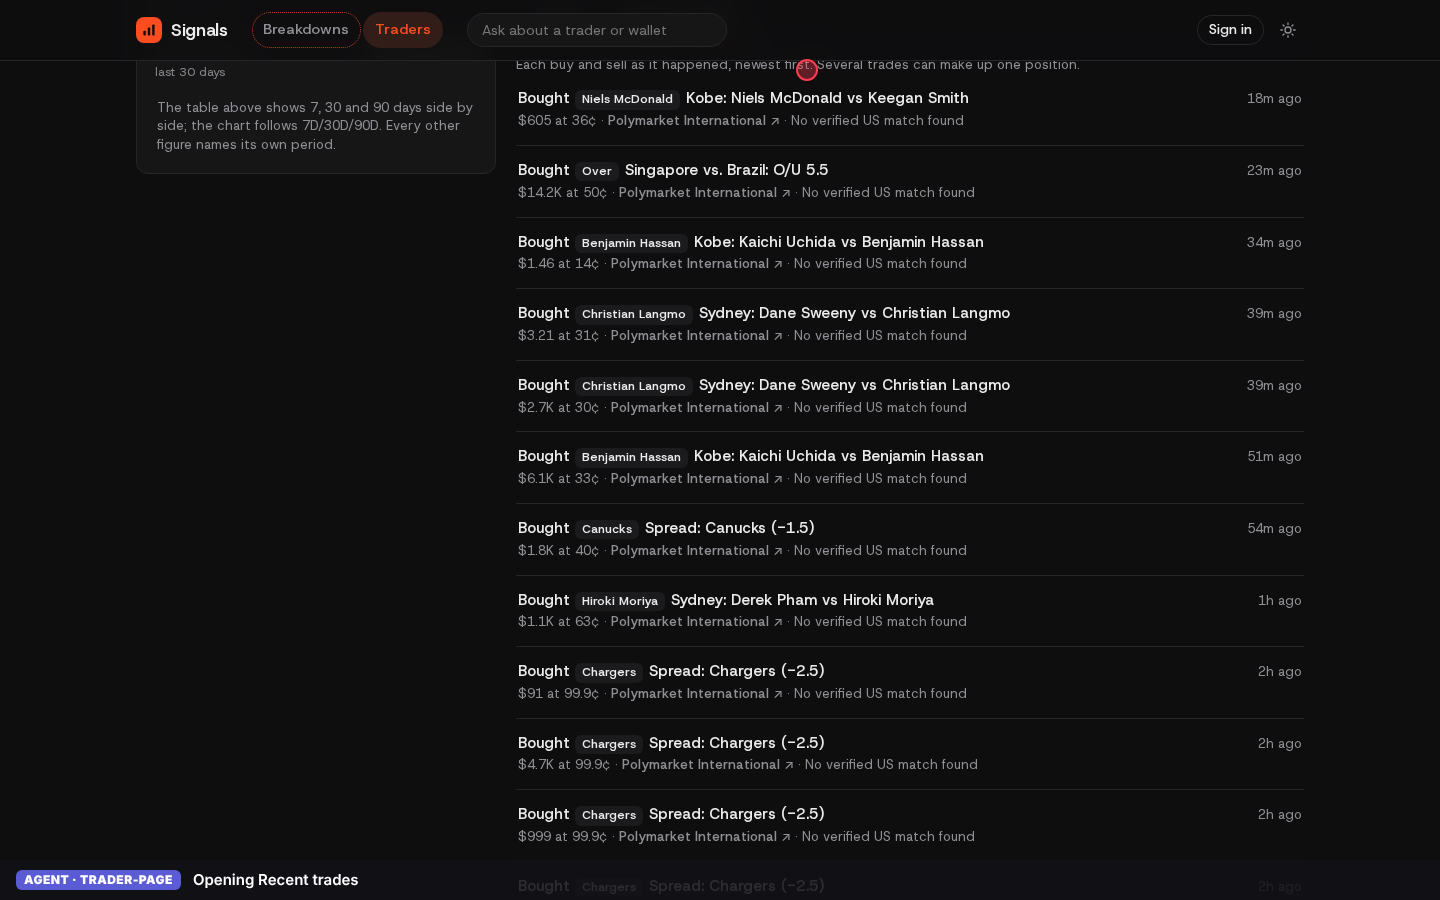 Signals
Breakdowns
Traders
Ask about a trader or wallet
Sign in
last 30 days
The table above shows 7, 30 and 90 days side by
side; the chart follows 7D/30D/90D. Every other
figure names its own period.
Each buy and sell as it happened, newest first. Several trades can make up one position.
Bought Niels McDonald Kobe: Niels McDonald vs Keegan Smith 18m ago
$605 at 36¢ · Polymarket International ↗ · No verified US match found
Bought Over Singapore vs. Brazil: O/U 5.5 23m ago
$14.2K at 50¢ · Polymarket International ↗ · No verified US match found
Bought Benjamin Hassan Kobe: Kaichi Uchida vs Benjamin Hassan 34m ago
$1.46 at 14¢ · Polymarket International ↗ · No verified US match found
Bought Christian Langmo Sydney: Dane Sweeny vs Christian Langmo 39m ago
$3.21 at 31¢ · Polymarket International ↗ · No verified US match found
Bought Christian Langmo Sydney: Dane Sweeny vs Christian Langmo 39m ago
$2.7K at 30¢ · Polymarket International ↗ · No verified US match found
Bought Benjamin Hassan Kobe: Kaichi Uchida vs Benjamin Hassan 51m ago
$6.1K at 33¢ · Polymarket International ↗ · No verified US match found
Bought Canucks Spread: Canucks (-1.5) 54m ago
$1.8K at 40¢ · Polymarket International ↗ · No verified US match found
Bought Hiroki Moriya Sydney: Derek Pham vs Hiroki Moriya 1h ago
$1.1K at 63¢ · Polymarket International ↗ · No verified US match found
Bought Chargers Spread: Chargers (-2.5) 2h ago
$91 at 99.9¢ · Polymarket International ↗ · No verified US match found
Bought Chargers Spread: Chargers (-2.5) 2h ago
$4.7K at 99.9¢ · Polymarket International ↗ · No verified US match found
Bought Chargers Spread: Chargers (-2.5) 2h ago
$999 at 99.9¢ · Polymarket International ↗ · No verified US match found
Bought Chargers Spread: Chargers (-2.5) 2h ago
AGENT · TRADER-PAGE Opening Recent trades